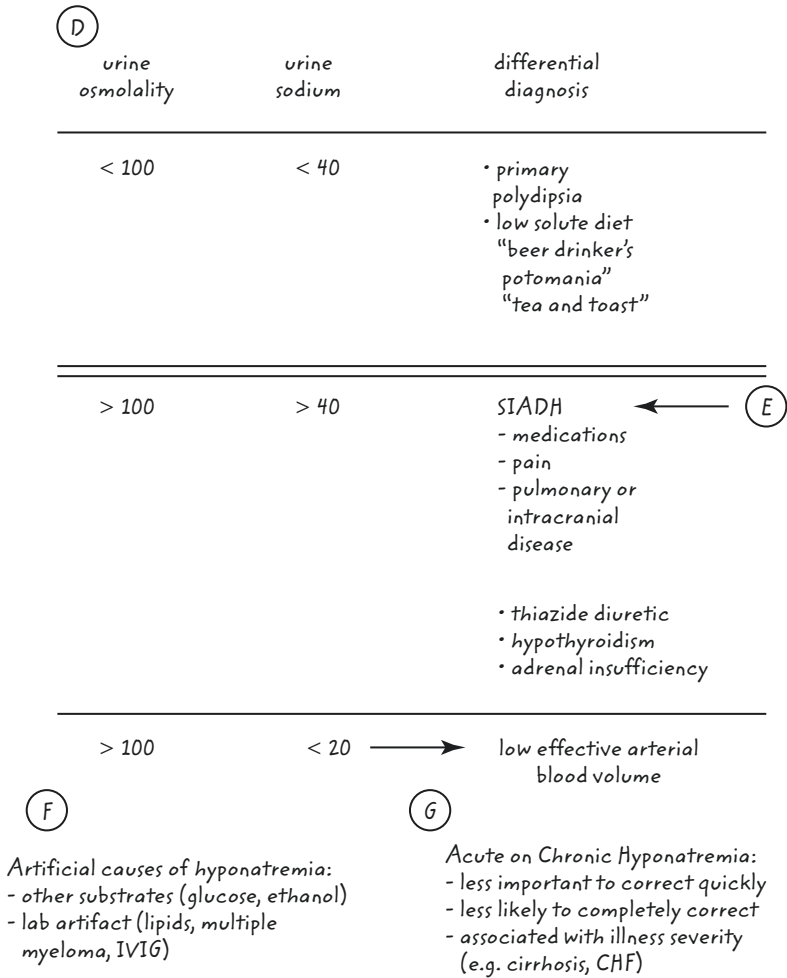 D
urine urine differential
osmolality sodium diagnosis
< 100 < 40 • primary
polydipsia
• low solute diet
“beer drinker’s
potomania”
“tea and toast”
> 100 > 40 SIADH E
- medications
- pain
- pulmonary or
intracranial
disease
• thiazide diuretic
• hypothyroidism
• adrenal insufficiency
> 100 < 20 low effective arterial
blood volume
F
Artificial causes of hyponatremia:
- other substrates (glucose, ethanol)
- lab artifact (lipids, multiple
myeloma, IVIG)
G
Acute on Chronic Hyponatremia:
- less important to correct quickly
- less likely to completely correct
- associated with illness severity
(e.g. cirrhosis, CHF)